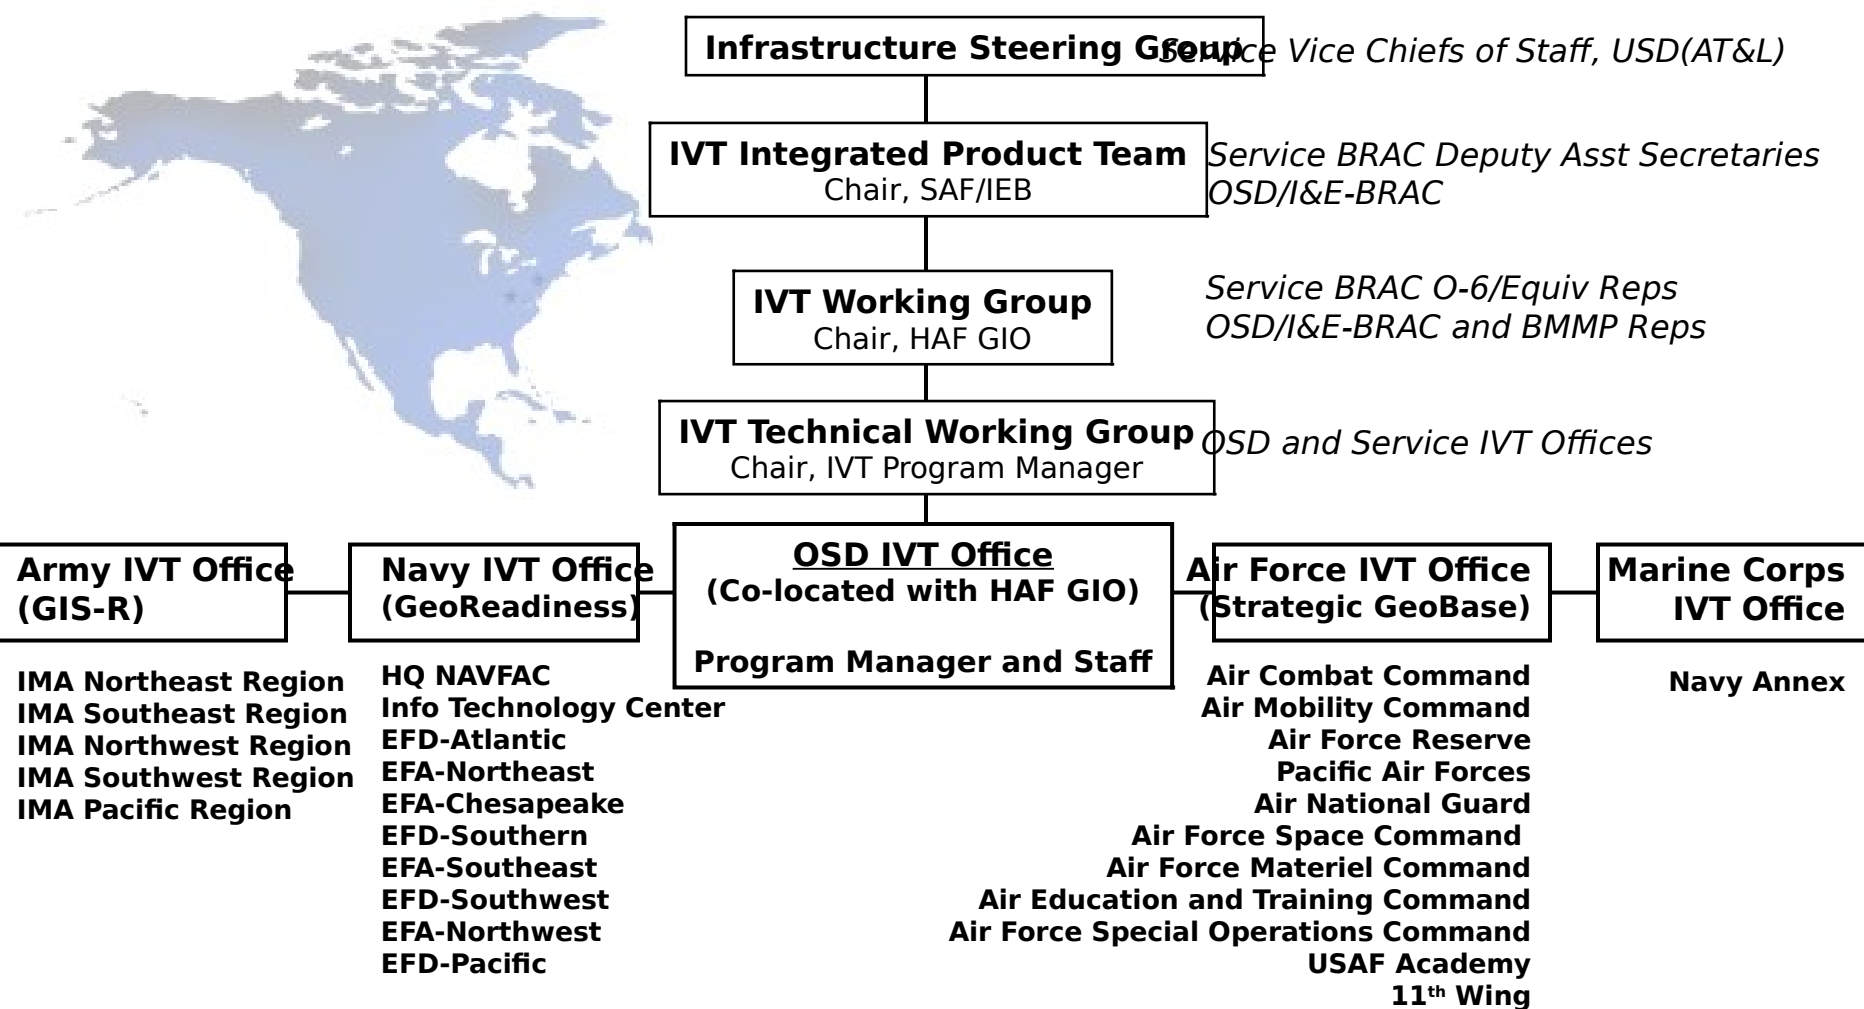 Infrastructure Steering Group
Service Vice Chiefs of Staff, USD(AT&L)
IVT Integrated Product Team
Chair, SAF/IEB
Service BRAC Deputy Asst Secretaries
OSD/I&E-BRAC
IVT Working Group
Chair, HAF GIO
Service BRAC O-6/Equiv Reps
OSD/I&E-BRAC and BMMP Reps
IVT Technical Working Group
Chair, IVT Program Manager
OSD and Service IVT Offices
Army IVT Office
(GIS-R)
IMA Northeast Region
IMA Southeast Region
IMA Northwest Region
IMA Southwest Region
IMA Pacific Region
Navy IVT Office
(GeoReadiness)
HQ NAVFAC
Info Technology Center
EFD-Atlantic
EFA-Northeast
EFA-Chesapeake
EFD-Southern
EFA-Southeast
EFD-Southwest
EFA-Northwest
EFD-Pacific
OSD IVT Office
(Co-located with HAF GIO)
Program Manager and Staff
Air Force IVT Office
(Strategic GeoBase)
Air Combat Command
Air Mobility Command
Air Force Reserve
Pacific Air Forces
Air National Guard
Air Force Space Command
Air Force Materiel Command
Air Education and Training Command
Air Force Special Operations Command
USAF Academy
11th Wing
Marine Corps
IVT Office
Navy Annex